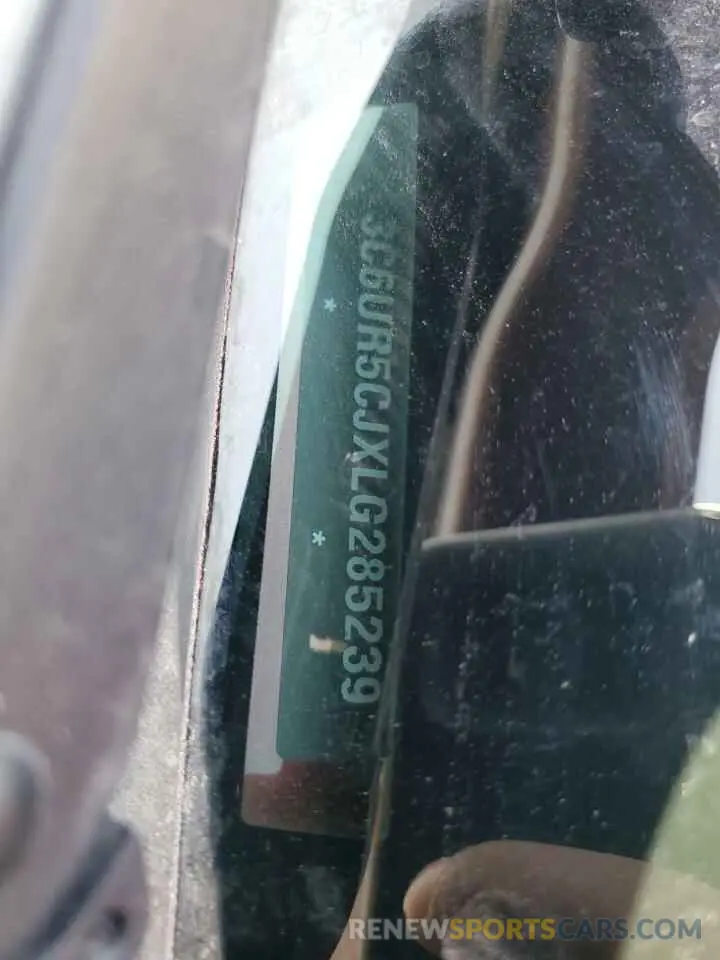 3C6UR5CJXLG285239
* *
RENEWSPORTSCARS.COM